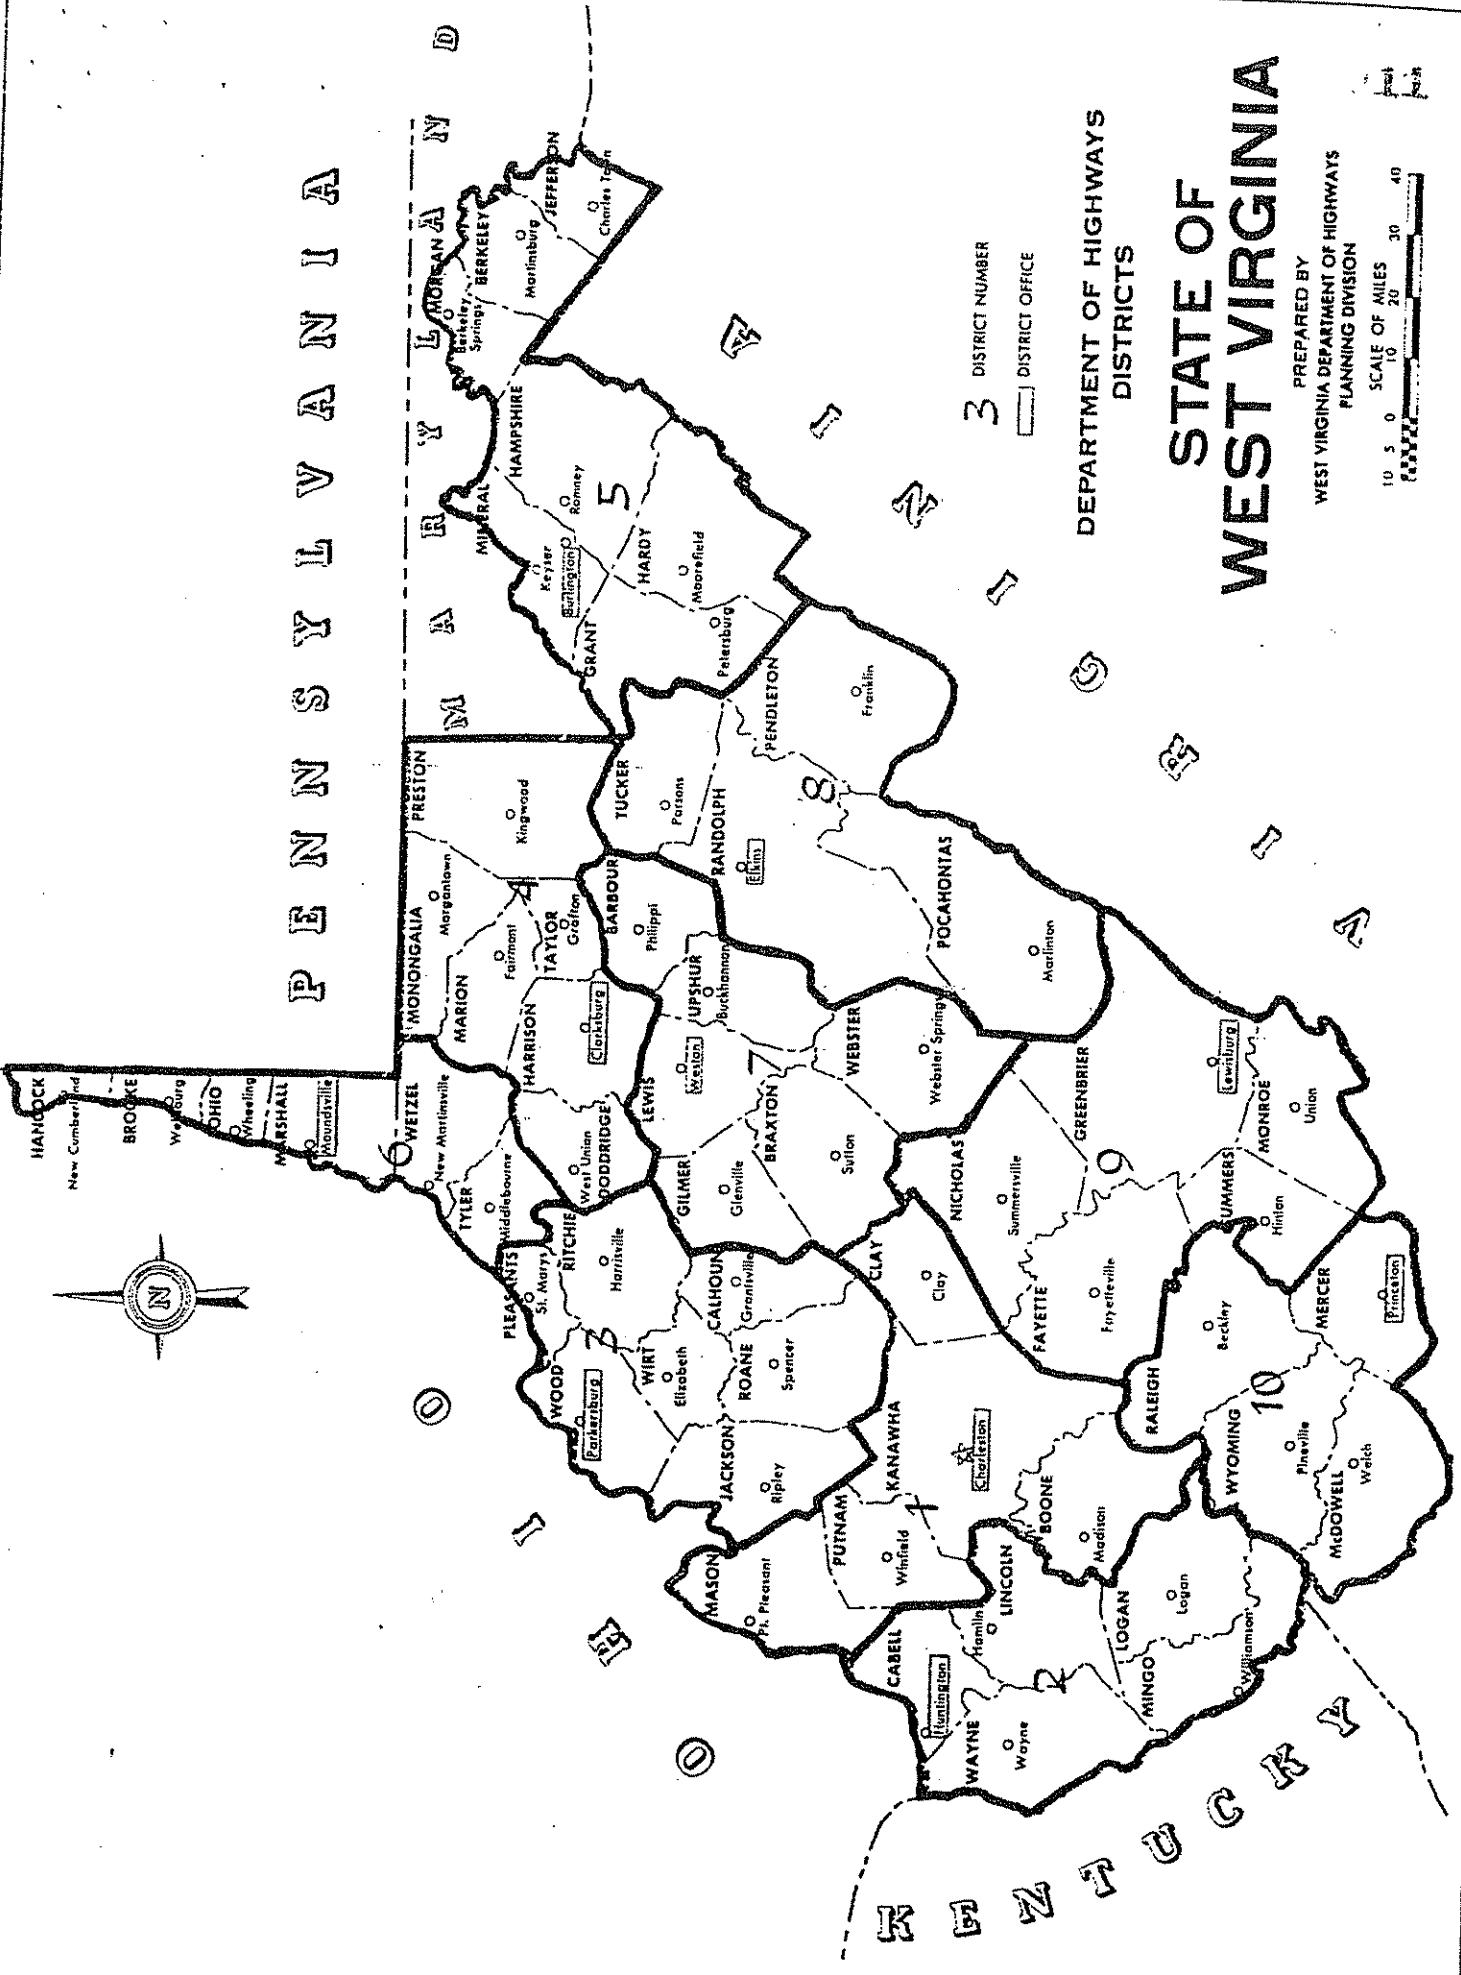 PENNSYLVANIA
MARYLAND
OHIO
KENTUCKY
VIRGINIA
N
HANCOCK
New Cumberland
BROOKE
Wellsburg
OHIO
Wheeling
MARSHALL
Moundsville
6
WETZEL
New Martinsville
TYLER
Middlebourne
PLEASANTS
St. Marys
RITCHIE
Harrisville
WOOD
Parkersburg
3
WIRT
Elizabeth
CALHOUN
Grantsville
ROANE
Spencer
JACKSON
Ripley
MASON
Pt. Pleasant
PUTNAM
Winfield
1
KANAWHA
Charleston
CLAY
Clay
BOONE
Madison
CABELL
Huntington
LINCOLN
Hamlin
WAYNE
Wayne
2
LOGAN
Logan
MINGO
Williamson
MONONGALIA
Morgantown
PRESTON
Kingwood
MARION
Fairmont
4
TAYLOR
Grafton
HARRISON
Clarksburg
DODDRIDGE
West Union
BARBOUR
Philippi
UPSHUR
Buckhannon
LEWIS
Weston
7
GILMER
Glenville
BRAXTON
Sutton
WEBSTER
Webster Springs
TUCKER
Parsons
RANDOLPH
Elkins
8
PENDLETON
Franklin
POCAHONTAS
Marlinton
MORGAN
Berkeley
Springs
BERKELEY
Martinsburg
JEFFERSON
Charles Town
HAMPSHIRE
Romney
5
MINERAL
Keyser
Burlington
GRANT
Petersburg
HARDY
Moorefield
NICHOLAS
Summersville
GREENBRIER
Lewisburg
9
FAYETTE
Fayetteville
MONROE
Union
SUMMERS
Hinton
RALEIGH
Beckley
MERCER
Princeton
10
WYOMING
Pineville
McDOWELL
Welch
3 DISTRICT NUMBER
DISTRICT OFFICE
DEPARTMENT OF HIGHWAYS
DISTRICTS
STATE OF
WEST VIRGINIA
PREPARED BY
WEST VIRGINIA DEPARTMENT OF HIGHWAYS
PLANNING DIVISION
SCALE OF MILES
10 5 0 10 20 30 40